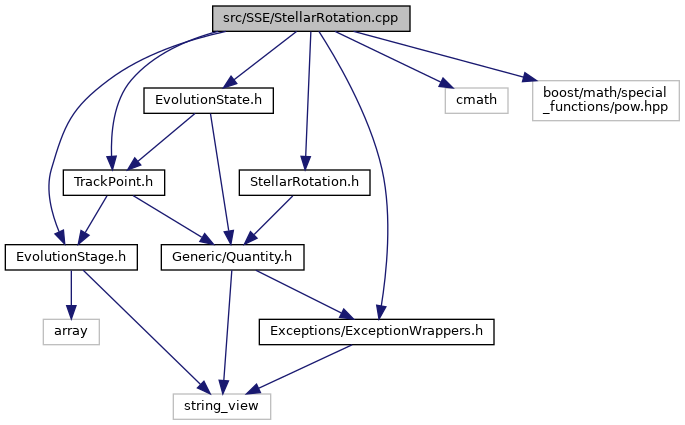 src/SSE/StellarRotation.cpp
EvolutionState.h
cmath
boost/math/special
_functions/pow.hpp
TrackPoint.h
StellarRotation.h
EvolutionStage.h
Generic/Quantity.h
array
Exceptions/ExceptionWrappers.h
string_view